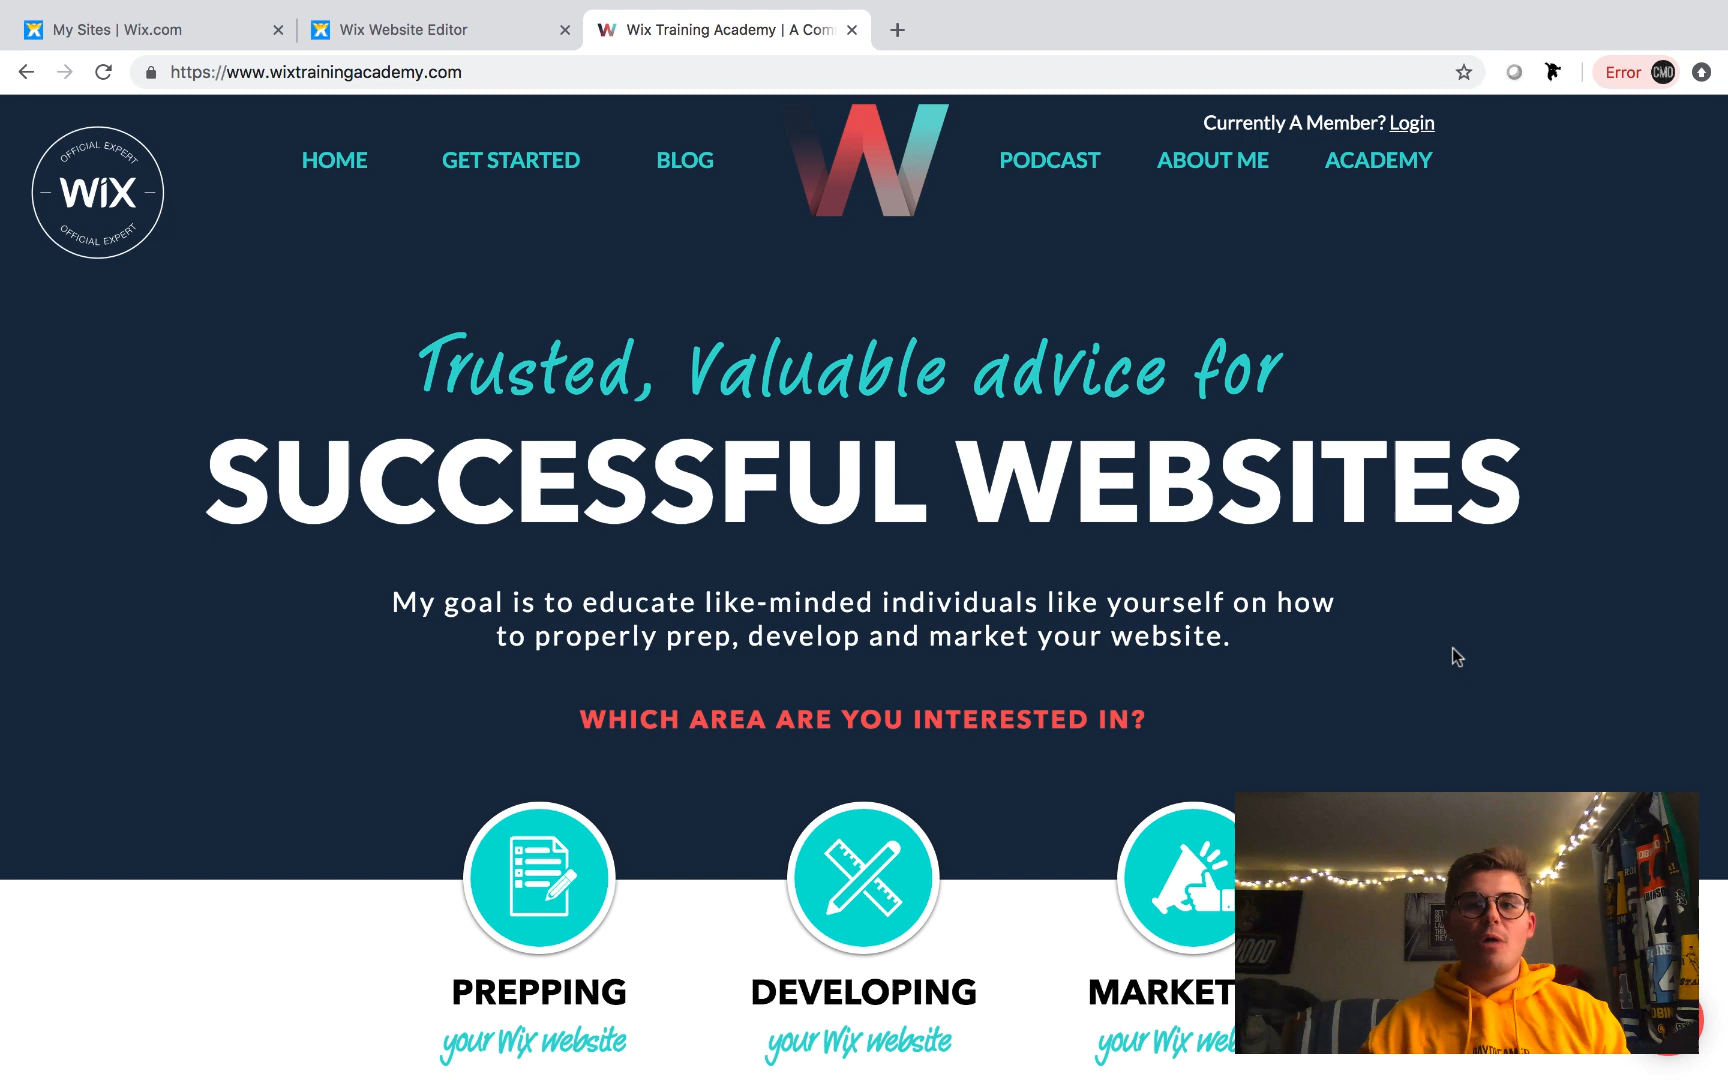 My Sites | Wix.com
Wix Website Editor
Wix Training Academy | A Com
https://www.wixtrainingacademy.com
Error
CMD
Currently A Member? Login
OFFICIAL EXPERT
WiX
OFFICIAL EXPERT
HOME
GET STARTED
BLOG
W
PODCAST
ABOUT ME
ACADEMY
Trusted, Valuable advice for
SUCCESSFUL WEBSITES
My goal is to educate like-minded individuals like yourself on how
to properly prep, develop and market your website.
WHICH AREA ARE YOU INTERESTED IN?
PREPPING
your Wix website
DEVELOPING
your Wix website
MARKET
your Wix we